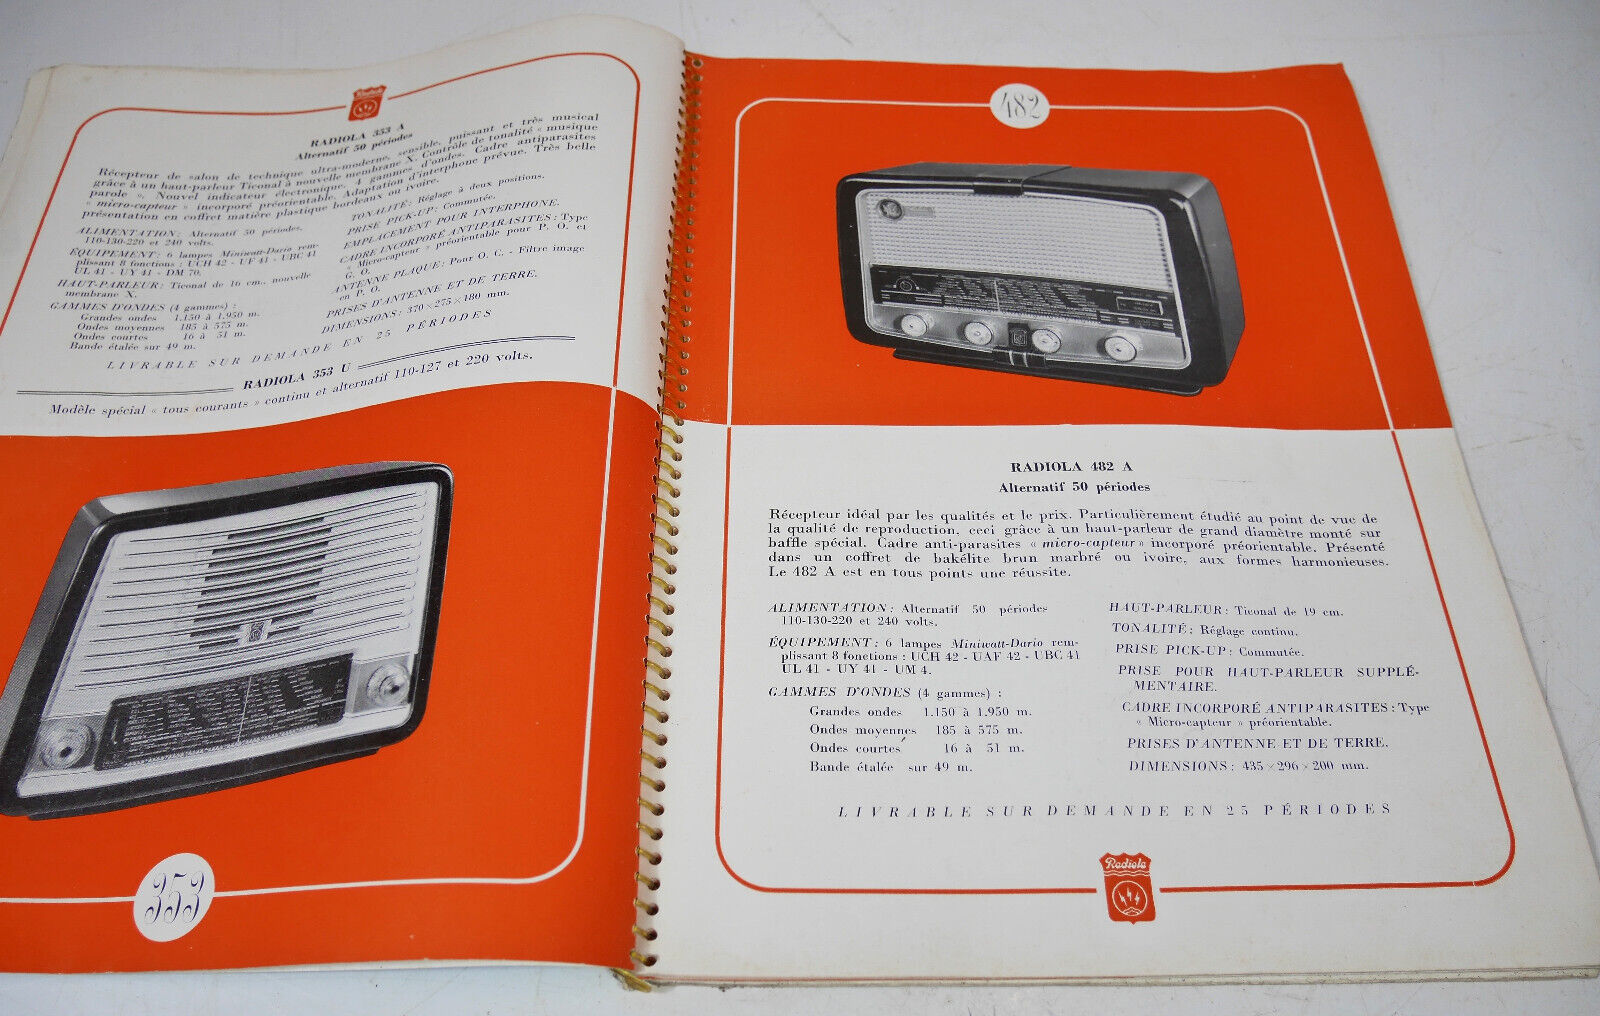 Radiola
RADIOLA 353 A
Alternatif 50 périodes
Récepteur de salon de technique ultra-moderne, sensible, puissant et très musical
grâce à un haut-parleur Ticonal à nouvelle membrane X. Contrôle de tonalité « musique
parole ». Nouvel indicateur électronique. 4 gammes d'ondes. Cadre antiparasites
« micro-capteur » incorporé préorientable. Adaptation d'interphone prévue. Très belle
présentation en coffret matière plastique bordeaux ou ivoire.
ALIMENTATION : Alternatif 50 périodes.
110-130-220 et 240 volts.
ÉQUIPEMENT : 6 lampes Miniwatt-Dario rem-
plissant 8 fonctions : UCH 42 - UF 41 - UBC 41
UL 41 - UY 41 - DM 70.
HAUT-PARLEUR : Ticonal de 16 cm., nouvelle
membrane X.
GAMMES D'ONDES (4 gammes) :
Grandes ondes 1.150 à 1.950 m.
Ondes moyennes 185 à 575 m.
Ondes courtes 16 à 51 m.
Bande étalée sur 49 m.
TONALITÉ : Réglage à deux positions.
PRISE PICK-UP : Commutée.
EMPLACEMENT POUR INTERPHONE.
CADRE INCORPORÉ ANTIPARASITES : Type
« Micro-capteur » préorientable pour P. O. et
G. O.
ANTENNE PLAQUE : Pour O. C. - Filtre image
en P. O.
PRISES D'ANTENNE ET DE TERRE.
DIMENSIONS : 370×275×180 mm.
LIVRABLE SUR DEMANDE EN 25 PÉRIODES
RADIOLA 353 U
Modèle spécial « tous courants » continu et alternatif 110-127 et 220 volts.
353
482
RADIOLA 482 A
Alternatif 50 périodes
Récepteur idéal par les qualités et le prix. Particulièrement étudié au point de vue de
la qualité de reproduction, ceci grâce à un haut-parleur de grand diamètre monté sur
baffle spécial. Cadre anti-parasites « micro-capteur » incorporé préorientable. Présenté
dans un coffret de bakélite brun marbré ou ivoire, aux formes harmonieuses.
Le 482 A est en tous points une réussite.
ALIMENTATION : Alternatif 50 périodes
110-130-220 et 240 volts.
ÉQUIPEMENT : 6 lampes Miniwatt-Dario rem-
plissant 8 fonctions : UCH 42 - UAF 42 - UBC 41
UL 41 - UY 41 - UM 4.
GAMMES D'ONDES (4 gammes) :
Grandes ondes 1.150 à 1.950 m.
Ondes moyennes 185 à 575 m.
Ondes courtes 16 à 51 m.
Bande étalée sur 49 m.
HAUT-PARLEUR : Ticonal de 19 cm.
TONALITÉ : Réglage continu.
PRISE PICK-UP : Commutée.
PRISE POUR HAUT-PARLEUR SUPPLÉ-
MENTAIRE.
CADRE INCORPORÉ ANTIPARASITES : Type
« Micro-capteur » préorientable.
PRISES D'ANTENNE ET DE TERRE.
DIMENSIONS : 435×296×200 mm.
LIVRABLE SUR DEMANDE EN 25 PÉRIODES
Radiola